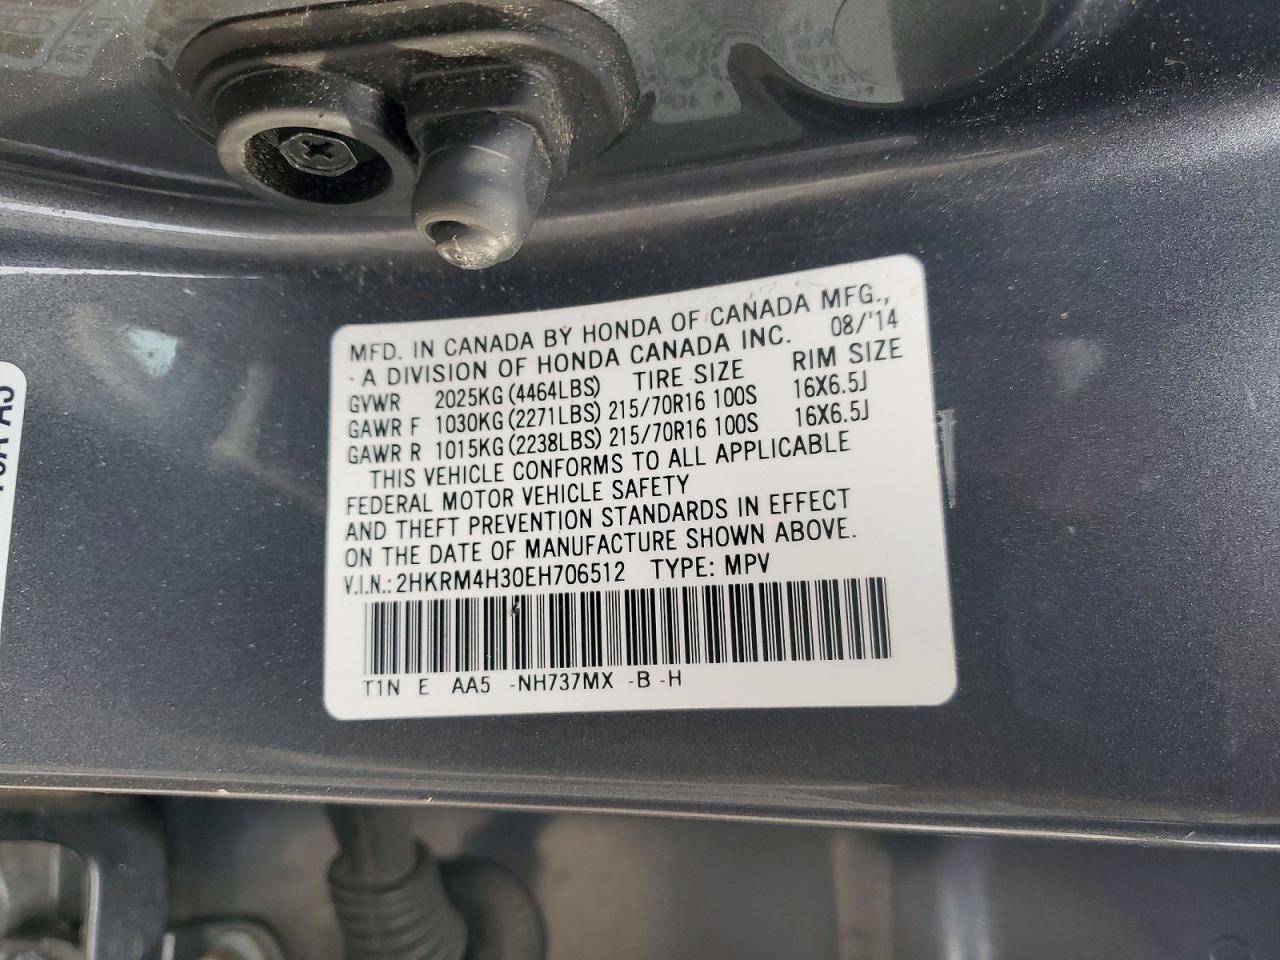 MFD. IN CANADA BY HONDA OF CANADA MFG.,
A DIVISION OF HONDA CANADA INC. 08/'14
GVWR 2025KG (4464LBS) TIRE SIZE RIM SIZE
GAWR F 1030KG (2271LBS) 215/70R16 100S 16X6.5J
GAWR R 1015KG (2238LBS) 215/70R16 100S 16X6.5J
THIS VEHICLE CONFORMS TO ALL APPLICABLE
FEDERAL MOTOR VEHICLE SAFETY
AND THEFT PREVENTION STANDARDS IN EFFECT
ON THE DATE OF MANUFACTURE SHOWN ABOVE.
V.I.N.: 2HKRM4H30EH706512 TYPE: MPV
T1N E AA5 -NH737MX -B -H